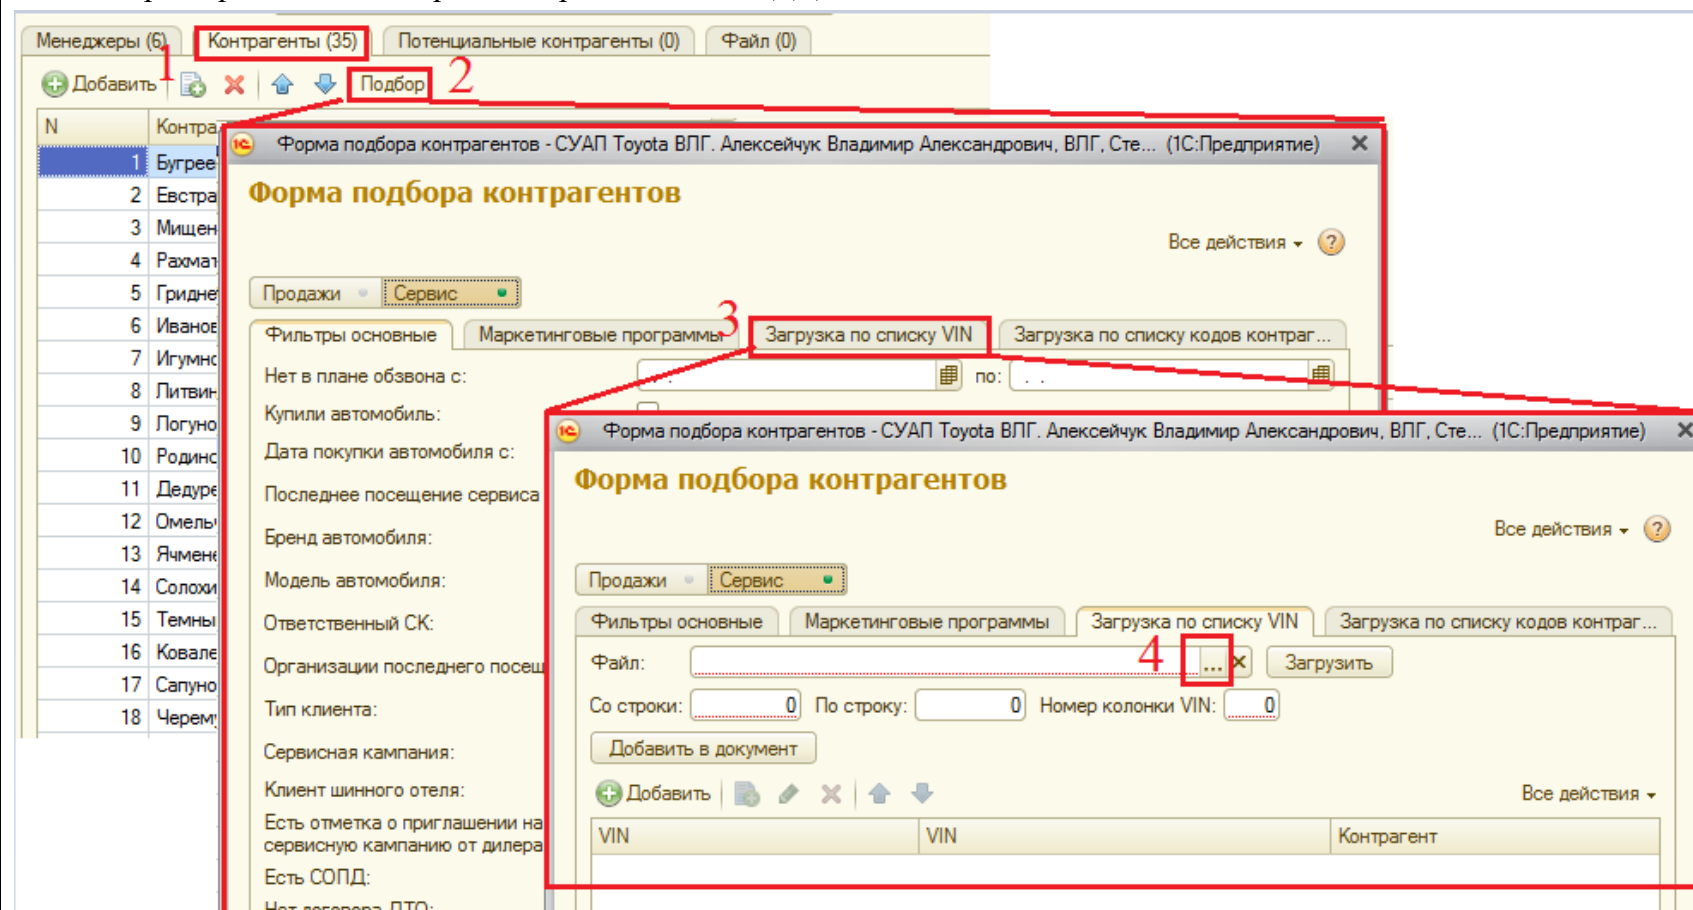 Менеджеры (6)
Контрагенты (35)
Потенциальные контрагенты (0)
Файл (0)
1
Добавить
Подбор
2
N
Контра
1 Бугрее
2 Евстра
3 Мищен
4 Рахмат
5 Гридне
6 Иванов
7 Игумно
8 Литвин
9 Логуно
10 Родино
11 Дедуре
12 Омельч
13 Ячмене
14 Солохи
15 Темны
16 Ковале
17 Сапуно
18 Черему
Форма подбора контрагентов - СУАП Toyota ВЛГ. Алексейчук Владимир Александрович, ВЛГ, Сте... (1С:Предприятие)
Форма подбора контрагентов
Все действия
Продажи
Сервис
3
Фильтры основные
Маркетинговые программы
Загрузка по списку VIN
Загрузка по списку кодов контраг...
Нет в плане обзвона с:
по:
Купили автомобиль:
Дата покупки автомобиля с:
Последнее посещение сервиса
Бренд автомобиля:
Модель автомобиля:
Ответственный СК:
Организации последнего посещ
Тип клиента:
Сервисная кампания:
Клиент шинного отеля:
Есть отметка о приглашении на
сервисную кампанию от дилера
Есть СОПД:
Нет договора ДТО:
Форма подбора контрагентов - СУАП Toyota ВЛГ. Алексейчук Владимир Александрович, ВЛГ, Сте... (1С:Предприятие)
Форма подбора контрагентов
Все действия
Продажи
Сервис
Фильтры основные
Маркетинговые программы
Загрузка по списку VIN
Загрузка по списку кодов контраг...
Файл:
4
...
Загрузить
Со строки: 0 По строку: 0 Номер колонки VIN: 0
Добавить в документ
Добавить
Все действия
VIN
VIN
Контрагент